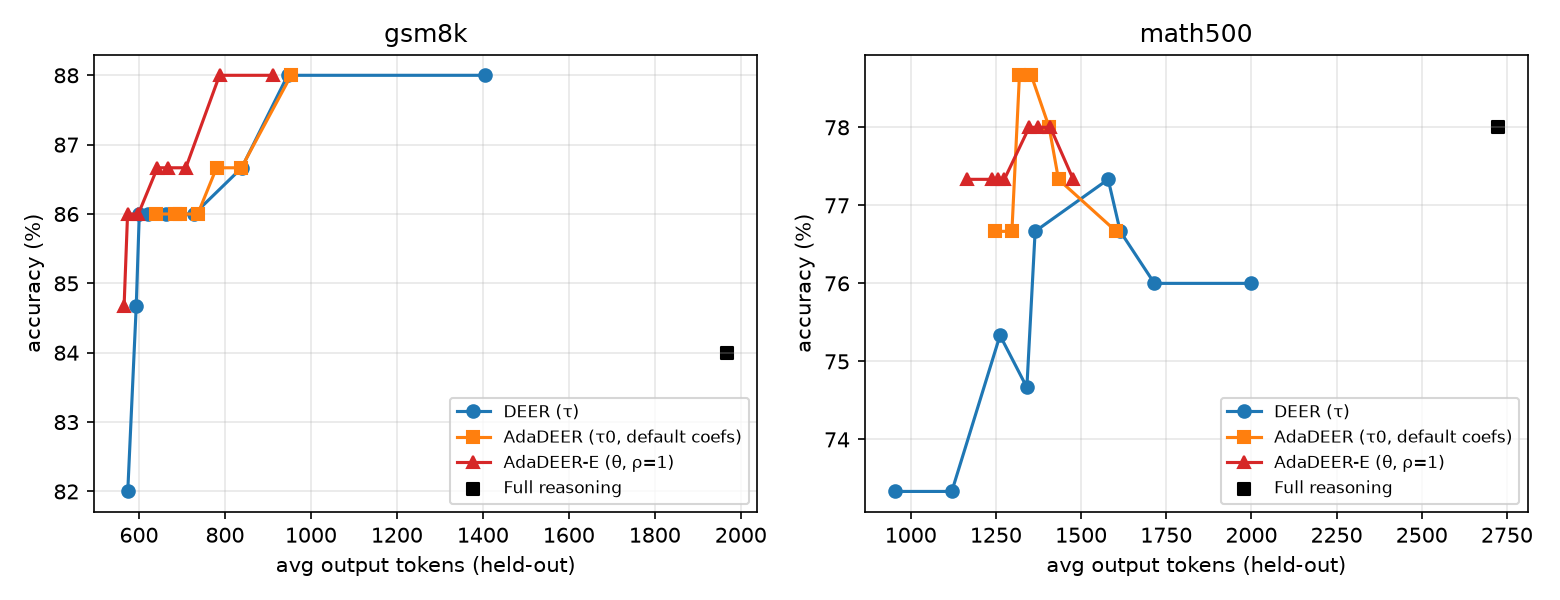 gsm8k
accuracy (%)
88
87
86
85
84
83
82
600 800 1000 1200 1400 1600 1800 2000
avg output tokens (held-out)
DEER (τ)
AdaDEER (τ0, default coefs)
AdaDEER-E (θ, ρ=1)
Full reasoning
math500
accuracy (%)
78
77
76
75
74
1000 1250 1500 1750 2000 2250 2500 2750
avg output tokens (held-out)
DEER (τ)
AdaDEER (τ0, default coefs)
AdaDEER-E (θ, ρ=1)
Full reasoning